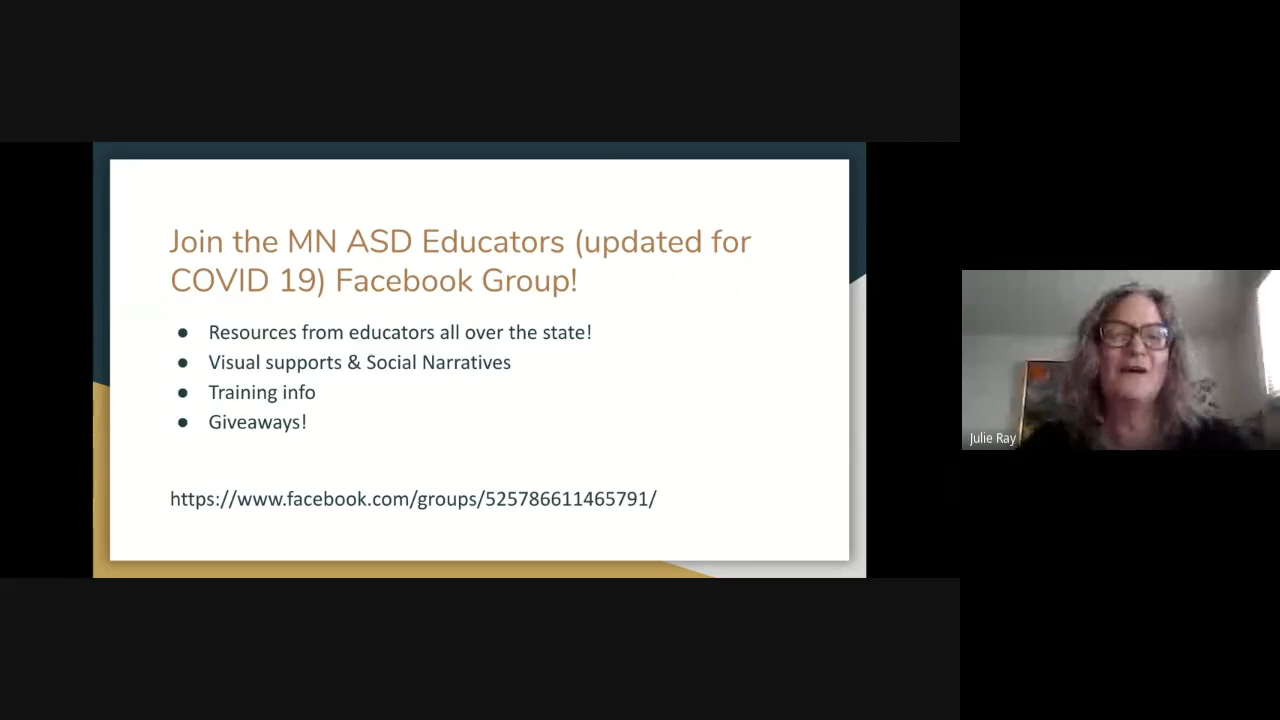 Join the MN ASD Educators (updated for
COVID 19) Facebook Group!
● Resources from educators all over the state!
● Visual supports & Social Narratives
● Training info
● Giveaways!
https://www.facebook.com/groups/525786611465791/
Julie Ray